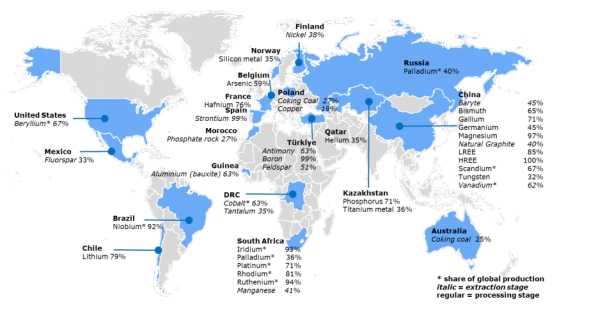 Finland
Nickel 38%
Norway
Silicon metal 35%
Russia
Palladium* 40%
Belgium
Arsenic 59%
France
Hafnium 76%
Spain
Strontium 99%
Poland
Coking Coal 27%
Copper 19%
China
Baryte 45%
Bismuth 65%
Gallium 71%
Germanium 45%
Magnesium 97%
Natural Graphite 40%
LREE 85%
HREE 100%
Scandium* 67%
Tungsten 32%
Vanadium* 62%
United States
Beryllium* 67%
Mexico
Fluorspar 33%
Morocco
Phosphate rock 27%
Qatar
Helium 35%
Türkiye
Antimony 63%
Boron 99%
Feldspar 51%
Guinea
Aluminium (bauxite) 63%
DRC
Cobalt* 63%
Tantalum 35%
Kazakhstan
Phosphorus 71%
Titanium metal 36%
Brazil
Niobium* 92%
Chile
Lithium 79%
South Africa
Iridium* 93%
Palladium* 36%
Platinum* 71%
Rhodium* 81%
Ruthenium* 94%
Manganese 41%
Australia
Coking coal 25%
* share of global production
italic = extraction stage
regular = processing stage